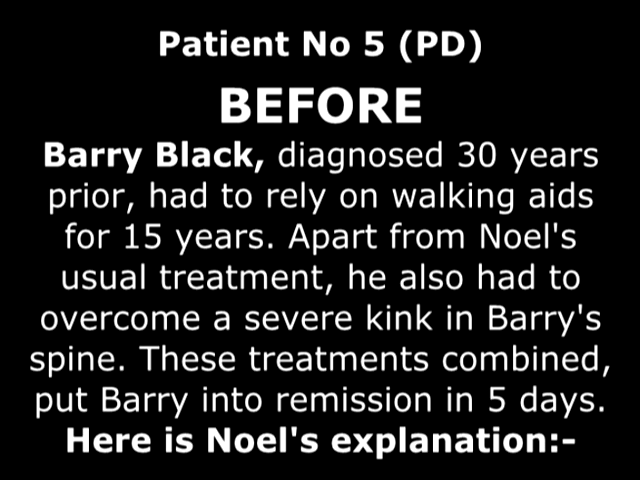 Patient No 5 (PD)
BEFORE
Barry Black, diagnosed 30 years
prior, had to rely on walking aids
for 15 years. Apart from Noel's
usual treatment, he also had to
overcome a severe kink in Barry's
spine. These treatments combined,
put Barry into remission in 5 days.
Here is Noel's explanation:-